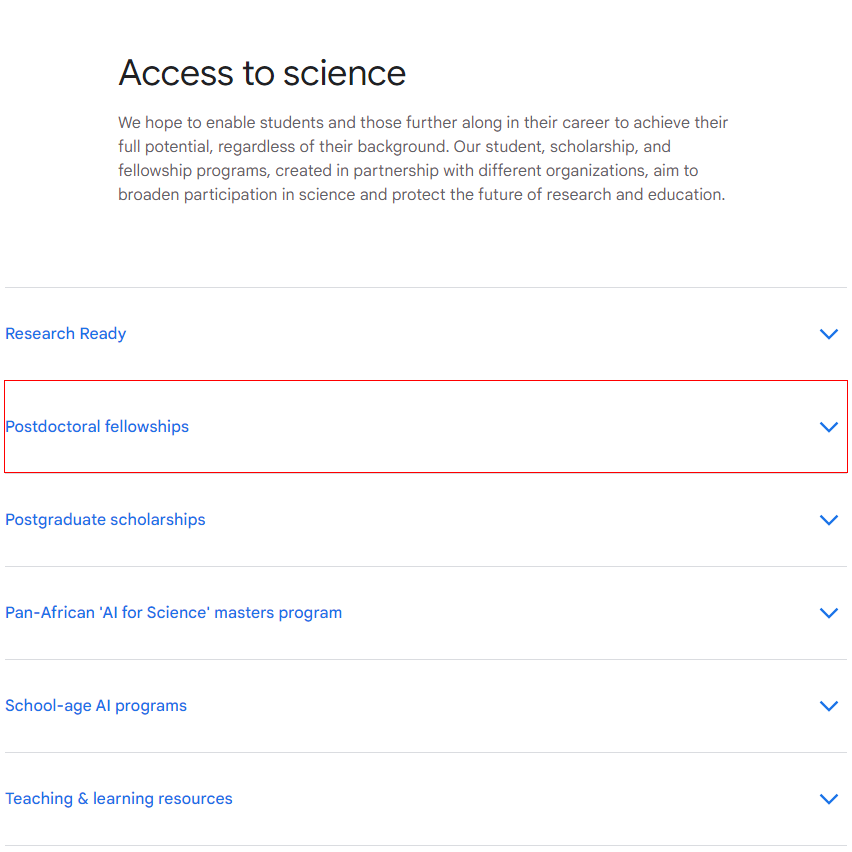 Access to science
We hope to enable students and those further along in their career to achieve their
full potential, regardless of their background. Our student, scholarship, and
fellowship programs, created in partnership with different organizations, aim to
broaden participation in science and protect the future of research and education.
Research Ready
Postdoctoral fellowships
Postgraduate scholarships
Pan-African 'AI for Science' masters program
School-age AI programs
Teaching & learning resources